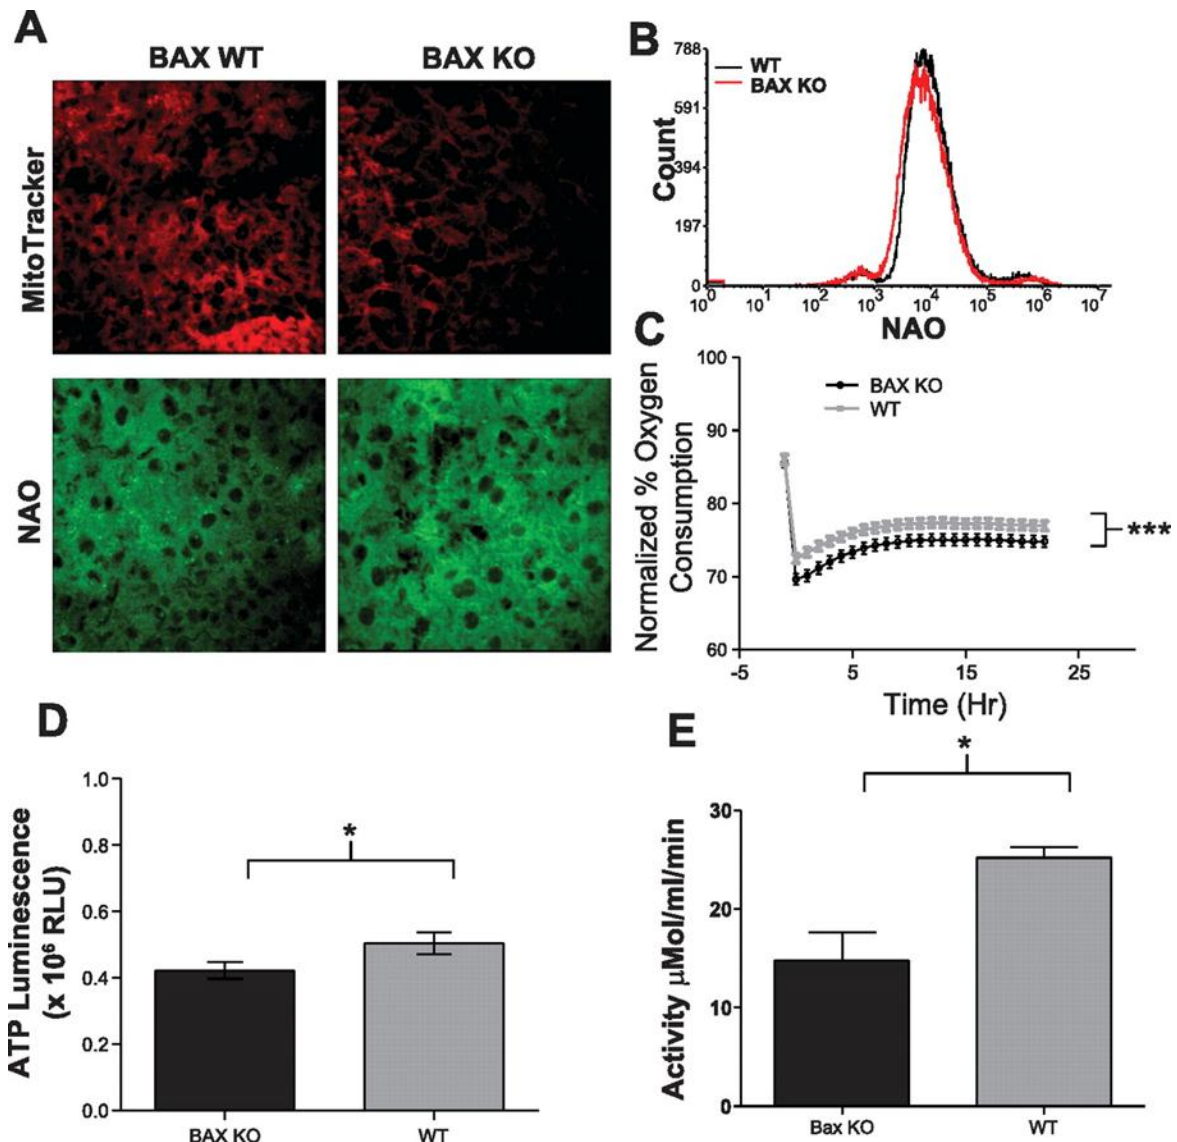 A
BAX WT
BAX KO
MitoTracker
NAO
B
788
591
394
197
0
Count
WT
BAX KO
10⁰
10¹
10²
10³
10⁴
10⁵
10⁶
10⁷
NAO
C
100
90
80
70
60
Normalized % Oxygen
Consumption
BAX KO
WT
***
-5
5
15
25
Time (Hr)
D
1.0
0.8
0.6
0.4
0.2
0.0
ATP Luminescence
(x 10⁶ RLU)
*
BAX KO
WT
E
30
20
10
0
Activity µMol/ml/min
*
Bax KO
WT